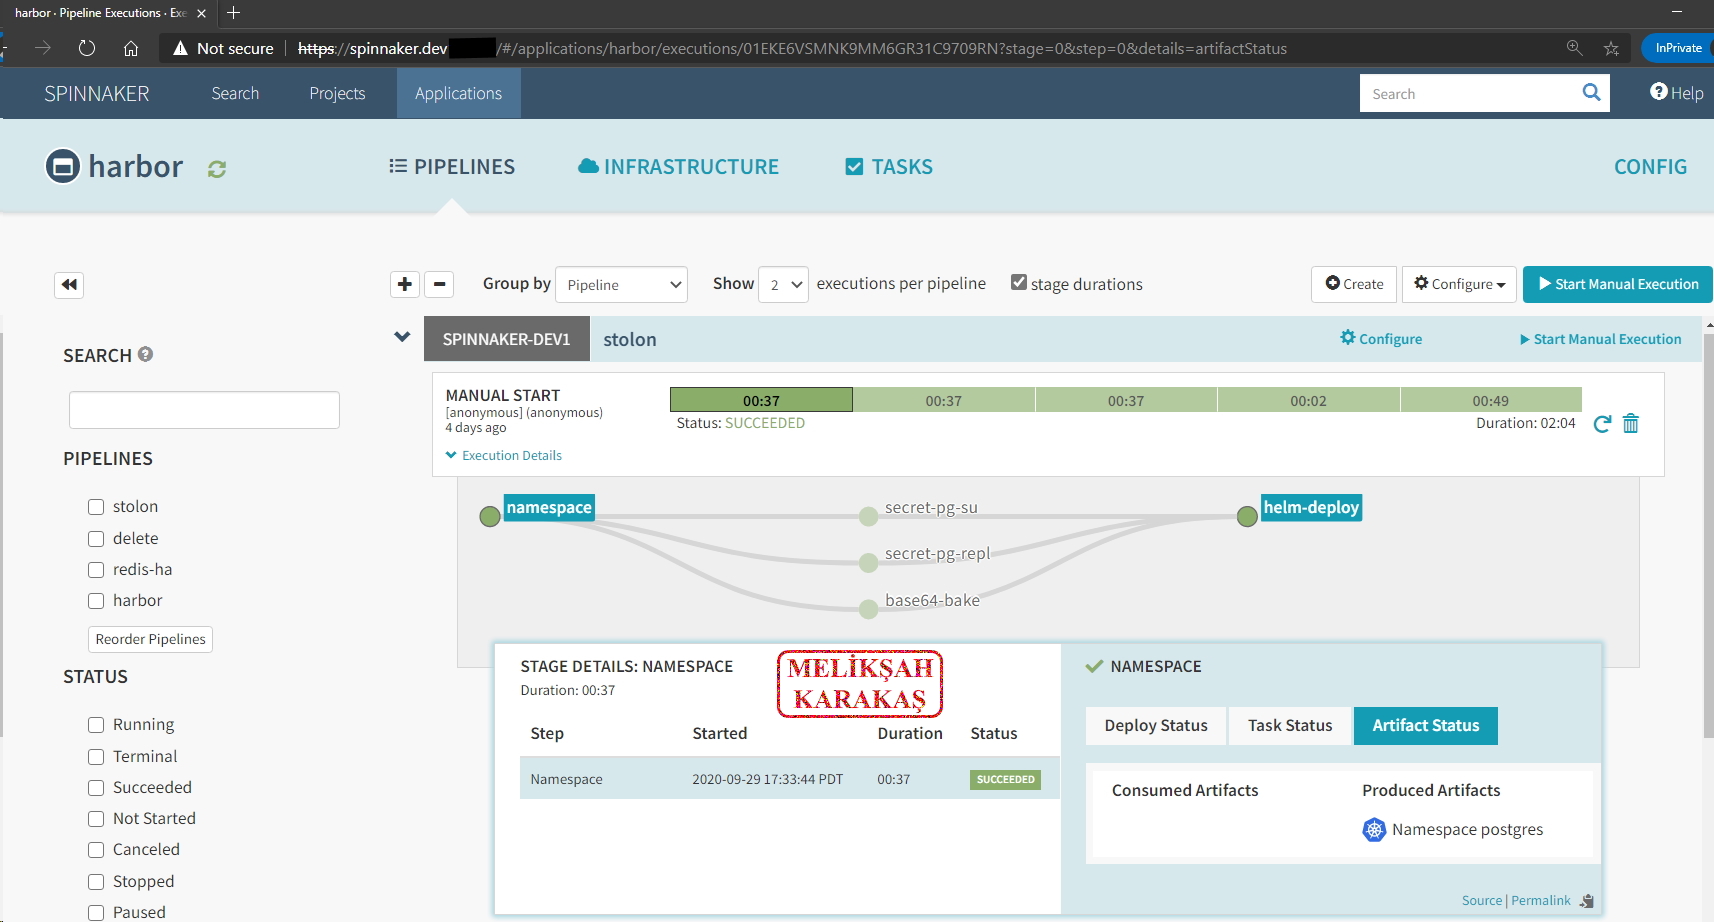 harbor · Pipeline Executions · Exe
Not secure https://spinnaker.dev /#/applications/harbor/executions/01EKE6VSMNK9MM6GR31C9709RN?stage=0&step=0&details=artifactStatus InPrivate
SPINNAKER Search Projects Applications Search Help
harbor PIPELINES INFRASTRUCTURE TASKS CONFIG
Group by Pipeline Show 2 executions per pipeline stage durations Create Configure Start Manual Execution
SPINNAKER-DEV1 stolon Configure Start Manual Execution
SEARCH
MANUAL START
[anonymous] (anonymous)
4 days ago
00:37 00:37 00:37 00:02 00:49
Status: SUCCEEDED Duration: 02:04
Execution Details
PIPELINES
stolon
delete
redis-ha
harbor
Reorder Pipelines
namespace secret-pg-su helm-deploy
secret-pg-repl
base64-bake
STATUS
Running
Terminal
Succeeded
Not Started
Canceled
Stopped
Paused
STAGE DETAILS: NAMESPACE
Duration: 00:37
MELİKŞAH
KARAKAŞ
Step Started Duration Status
Namespace 2020-09-29 17:33:44 PDT 00:37 SUCCEEDED
NAMESPACE
Deploy Status Task Status Artifact Status
Consumed Artifacts Produced Artifacts
Namespace postgres
Source | Permalink